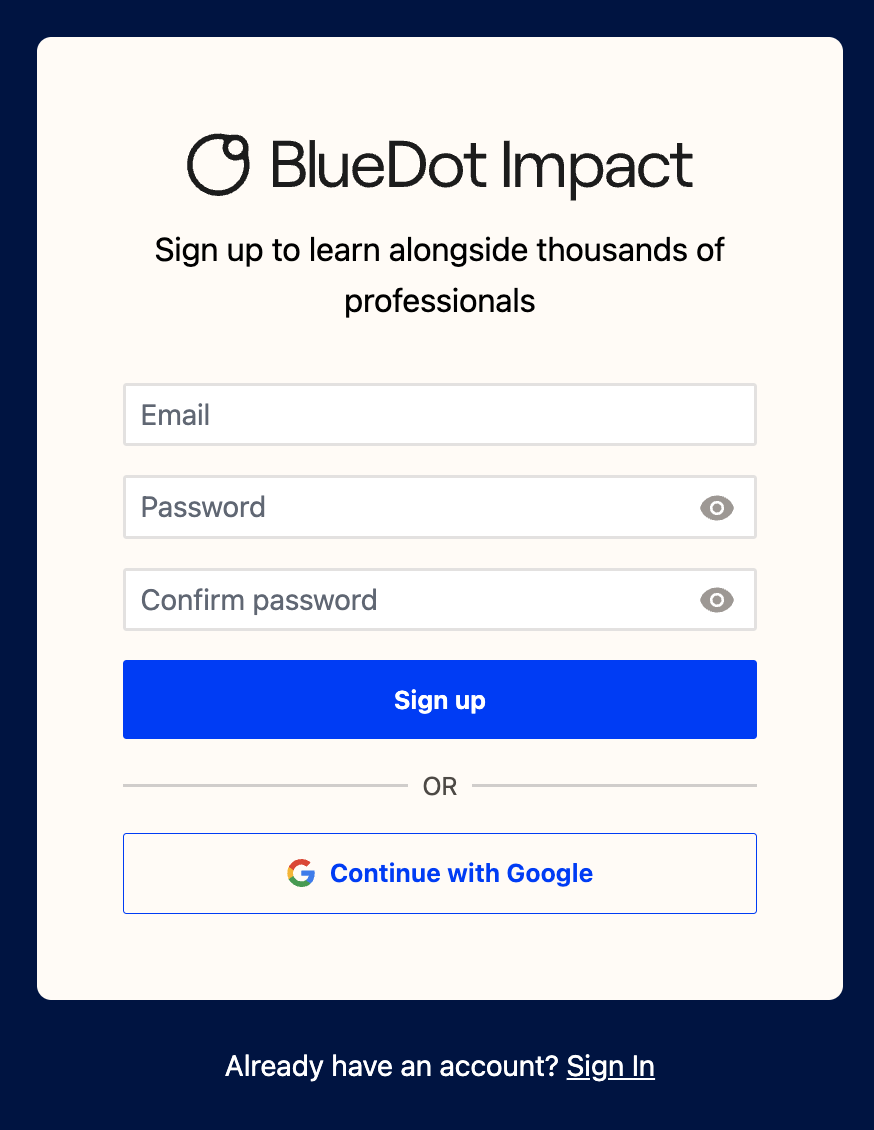 BlueDot Impact
Sign up to learn alongside thousands of
professionals
Email
Password
Confirm password
Sign up
OR
Continue with Google
Already have an account? Sign In